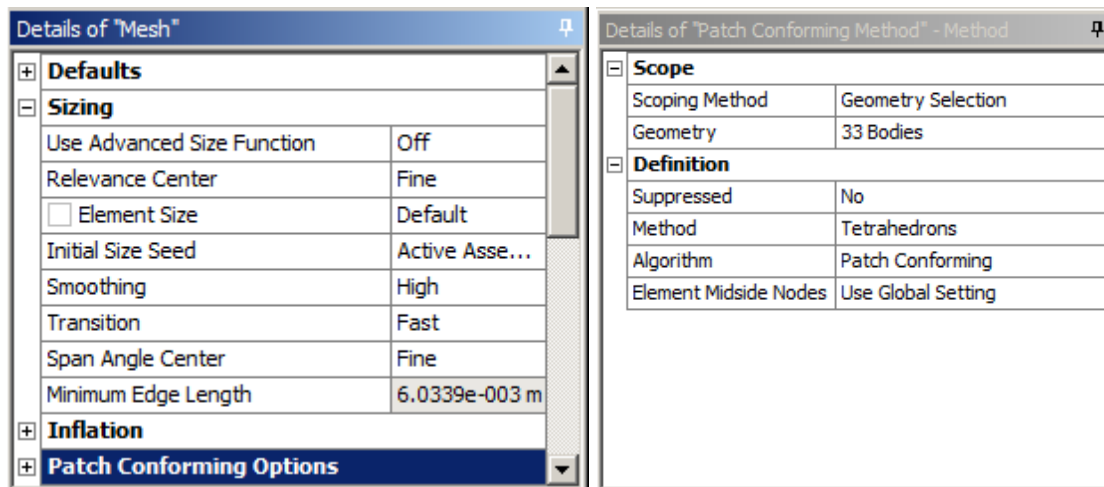 Details of "Mesh"
Defaults
Sizing
Use Advanced Size Function Off
Relevance Center Fine
Element Size Default
Initial Size Seed Active Asse...
Smoothing High
Transition Fast
Span Angle Center Fine
Minimum Edge Length 6.0339e-003 m
Inflation
Patch Conforming Options
Details of "Patch Conforming Method" - Method
Scope
Scoping Method Geometry Selection
Geometry 33 Bodies
Definition
Suppressed No
Method Tetrahedrons
Algorithm Patch Conforming
Element Midside Nodes Use Global Setting